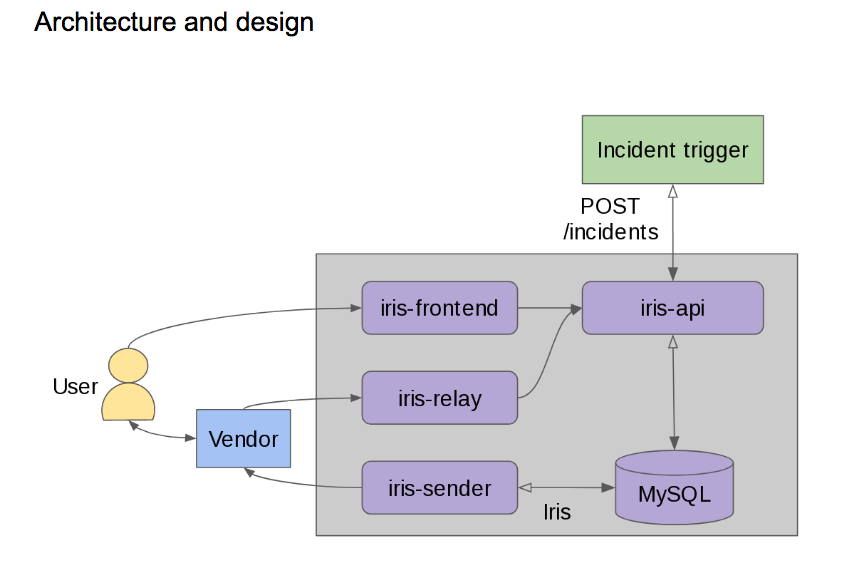 Architecture and design
Incident trigger
POST
/incidents
iris-frontend
iris-api
User
iris-relay
Vendor
iris-sender
MySQL
Iris